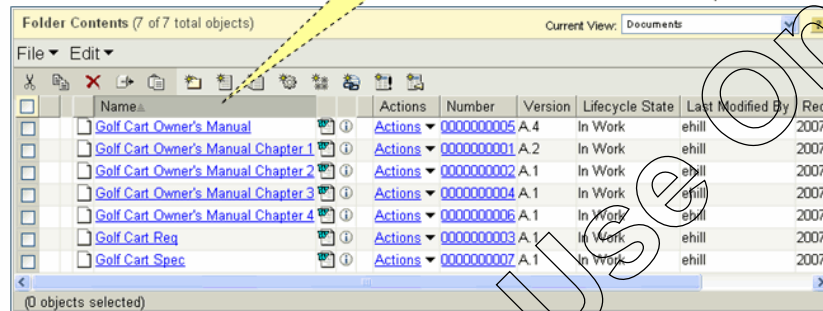 Folder Contents (7 of 7 total objects) Current View: Documents
File Edit
Name Actions Number Version Lifecycle State Last Modified By
Golf Cart Owner's Manual Actions 0000000005 A.4 In Work ehill 2007
Golf Cart Owner's Manual Chapter 1 Actions 0000000001 A.2 In Work ehill 2007
Golf Cart Owner's Manual Chapter 2 Actions 0000000002 A.1 In Work ehill 2007
Golf Cart Owner's Manual Chapter 3 Actions 0000000004 A.1 In Work ehill 2007
Golf Cart Owner's Manual Chapter 4 Actions 0000000006 A.1 In Work ehill 2007
Golf Cart Req Actions 0000000003 A.1 In Work ehill 2007
Golf Cart Spec Actions 0000000007 A.1 In Work ehill 2007
(0 objects selected)
Use on